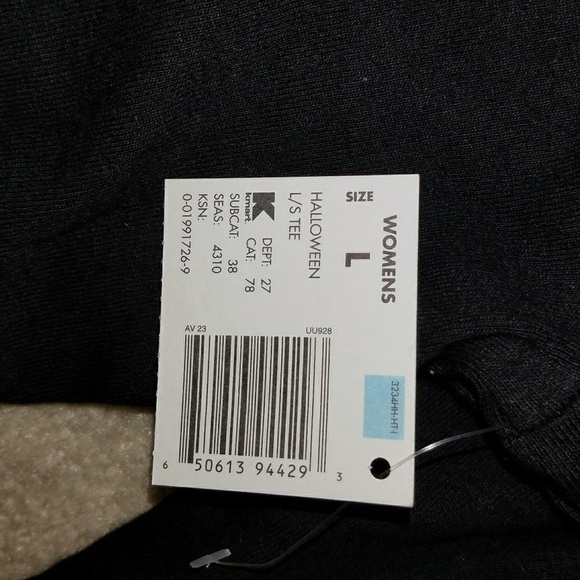 WOMENS
SIZE L
HALLOWEEN
L/S TEE
K
kmart
DEPT: 27
CAT: 78
SUBCAT: 38
SEAS: 4310
KSN:
0-01991726-9
3234HH-HT-I
AV 23 UU928
6 50613 94429 3